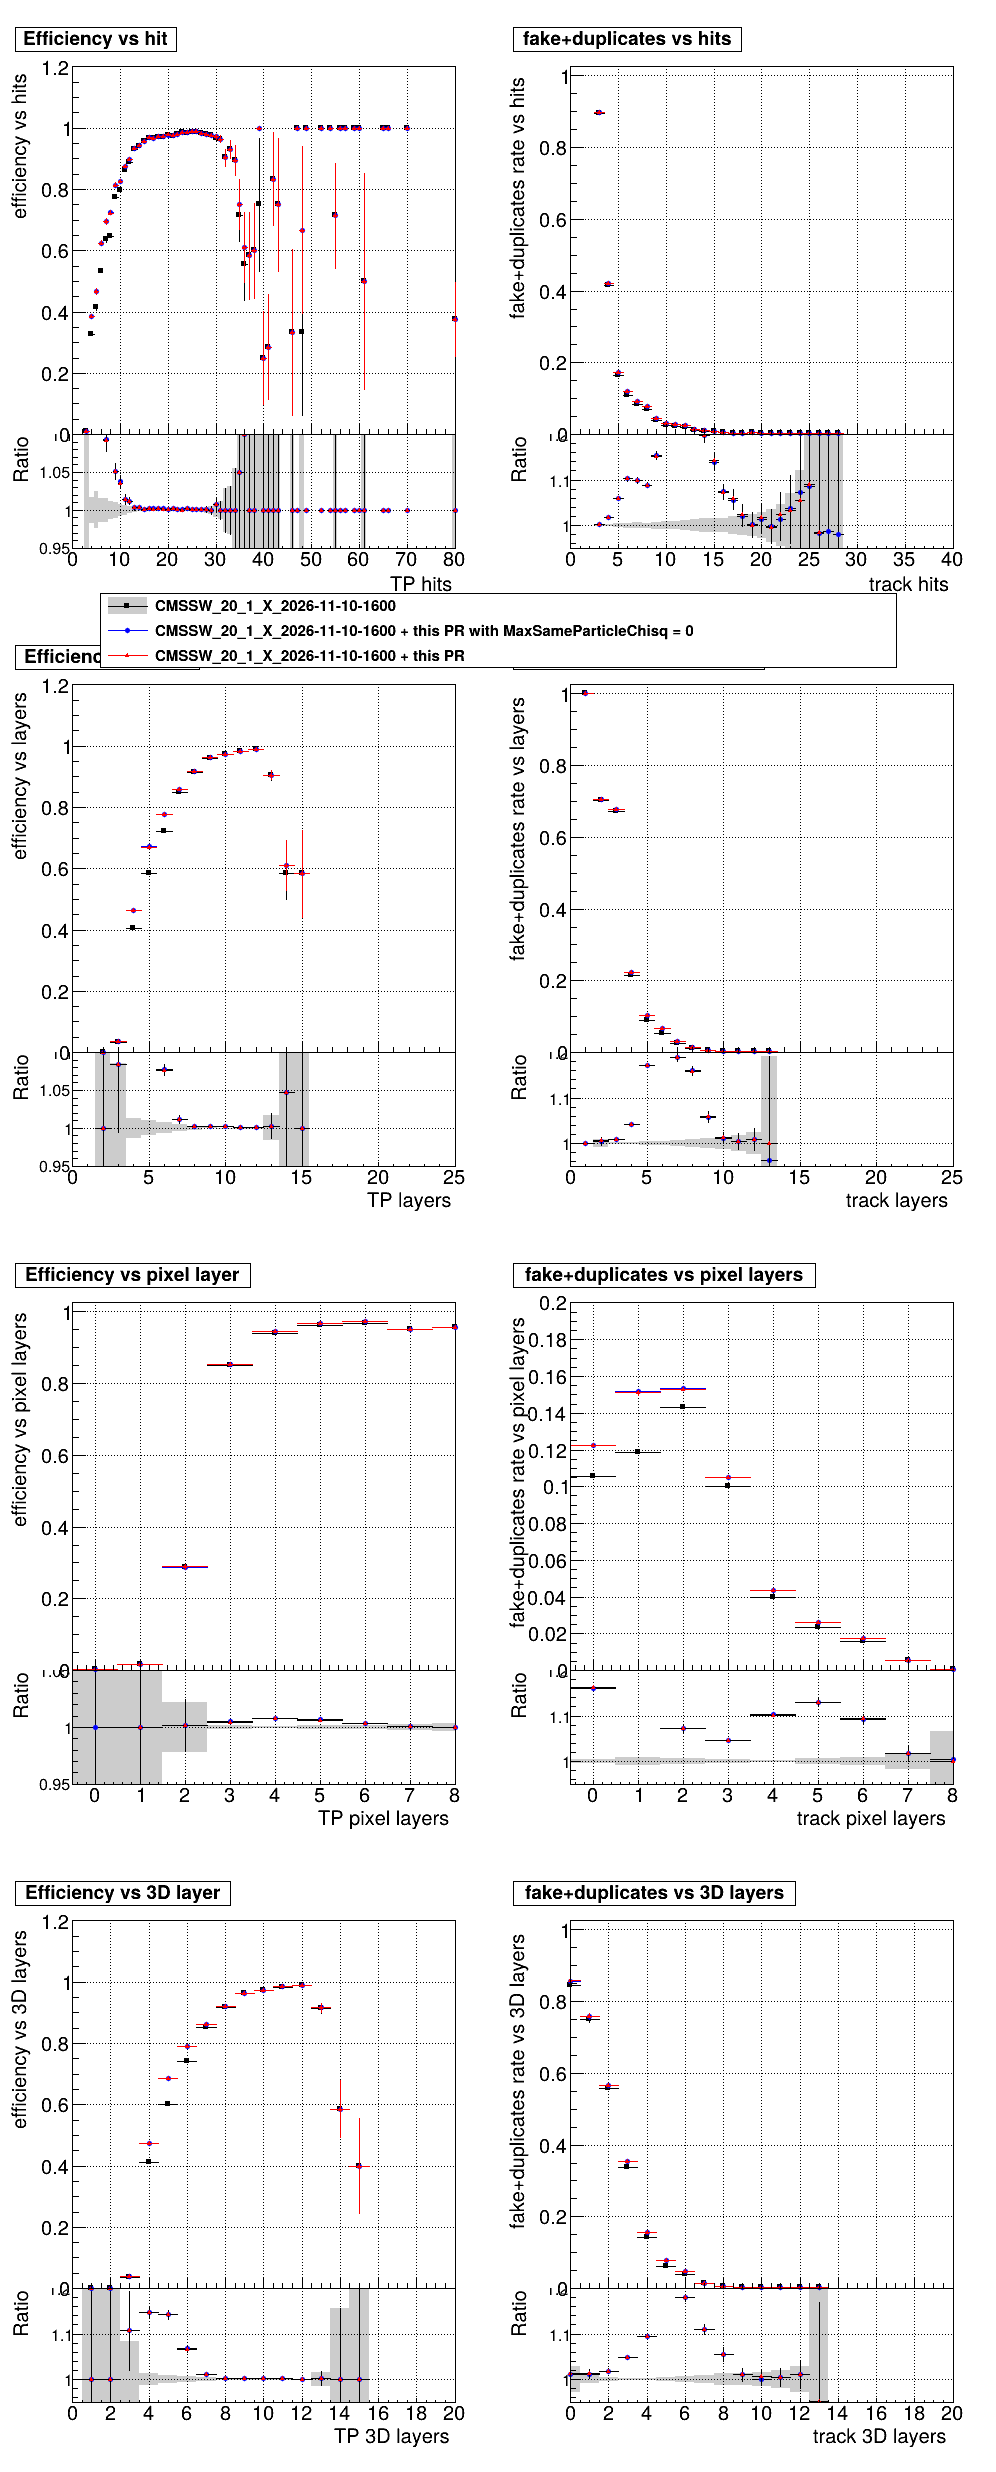 Efficiency vs hit
fake+duplicates vs hits
efficiency vs hits
1.2
1
0.8
0.6
0.4
0.2
0
Ratio
1.05
1
0.95
0 10 20 30 40 50 60 70 80
TP hits
fake+duplicates rate vs hits
1
0.8
0.6
0.4
0.2
0
Ratio
1.1
1
0 5 10 15 20 25 30 35 40
track hits
CMSSW_20_1_X_2026-11-10-1600
CMSSW_20_1_X_2026-11-10-1600 + this PR with MaxSameParticleChisq = 0
CMSSW_20_1_X_2026-11-10-1600 + this PR
efficiency vs layers
1.2
1
0.8
0.6
0.4
0.2
0
Ratio
1.05
1
0.95
0 5 10 15 20 25
TP layers
fake+duplicates rate vs layers
1
0.8
0.6
0.4
0.2
0
Ratio
1.1
1
0 5 10 15 20 25
track layers
Efficiency vs pixel layer
fake+duplicates vs pixel layers
efficiency vs pixel layers
1
0.8
0.6
0.4
0.2
0
Ratio
1
0.95
0 1 2 3 4 5 6 7 8
TP pixel layers
fake+duplicates rate vs pixel layers
0.2
0.18
0.16
0.14
0.12
0.1
0.08
0.06
0.04
0.02
0
Ratio
1.1
1
0 1 2 3 4 5 6 7 8
track pixel layers
Efficiency vs 3D layer
fake+duplicates vs 3D layers
efficiency vs 3D layers
1.2
1
0.8
0.6
0.4
0.2
0
Ratio
1.1
1
0 2 4 6 8 10 12 14 16 18 20
TP 3D layers
fake+duplicates rate vs 3D layers
1
0.8
0.6
0.4
0.2
0
Ratio
1.1
1
0 2 4 6 8 10 12 14 16 18 20
track 3D layers